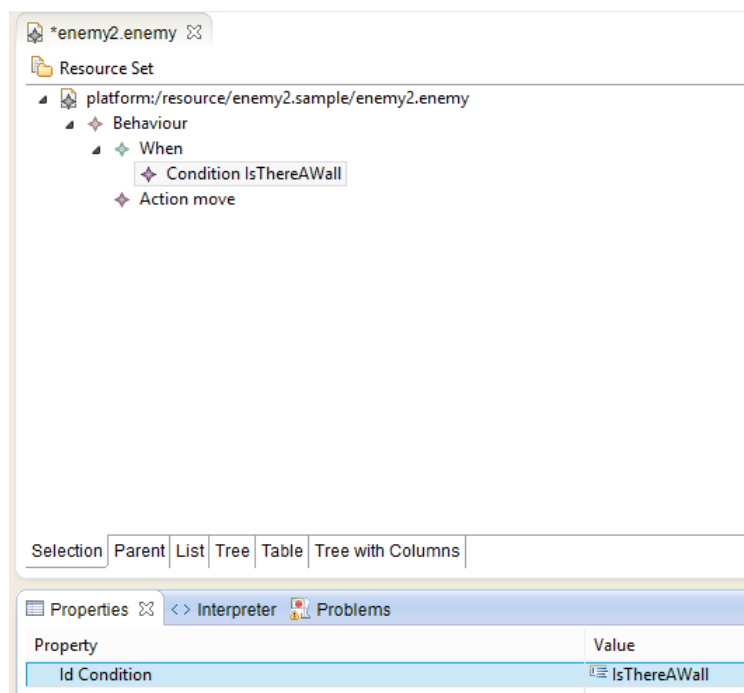 *enemy2.enemy
Resource Set
platform:/resource/enemy2.sample/enemy2.enemy
Behaviour
When
Condition IsThereAWall
Action move
Selection Parent List Tree Table Tree with Columns
Properties Interpreter Problems
Property Value
Id Condition IsThereAWall